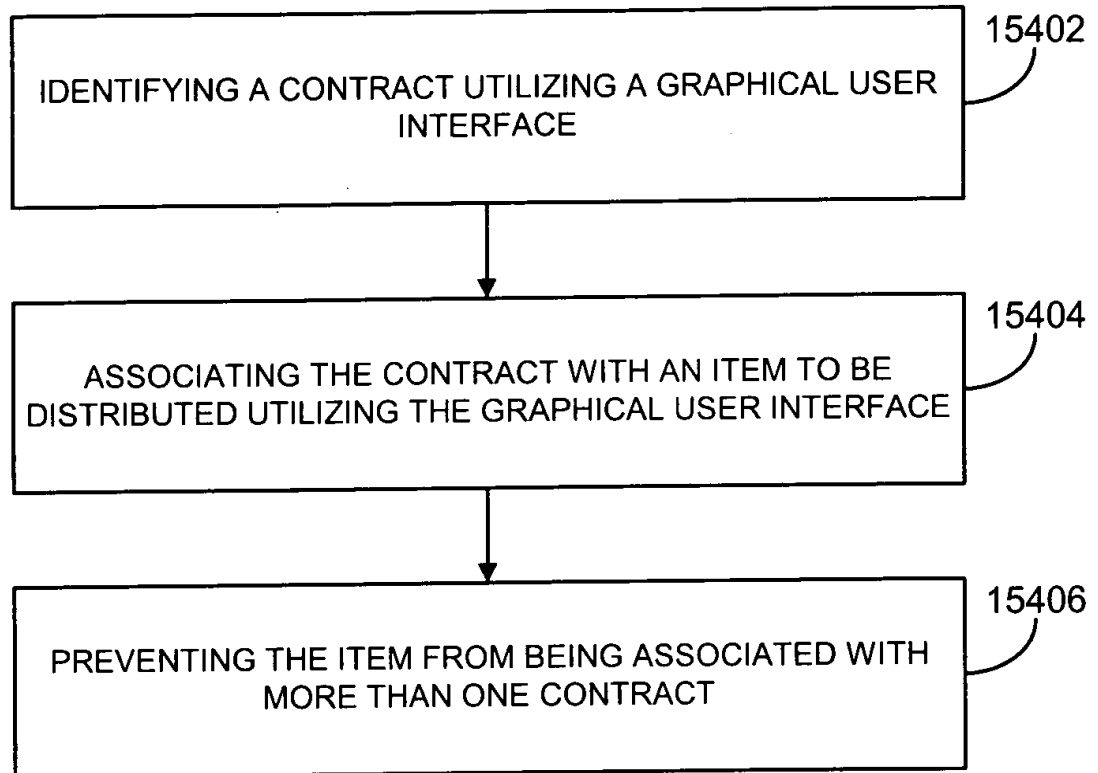 15402
IDENTIFYING A CONTRACT UTILIZING A GRAPHICAL USER
INTERFACE
15404
ASSOCIATING THE CONTRACT WITH AN ITEM TO BE
DISTRIBUTED UTILIZING THE GRAPHICAL USER INTERFACE
15406
PREVENTING THE ITEM FROM BEING ASSOCIATED WITH
MORE THAN ONE CONTRACT